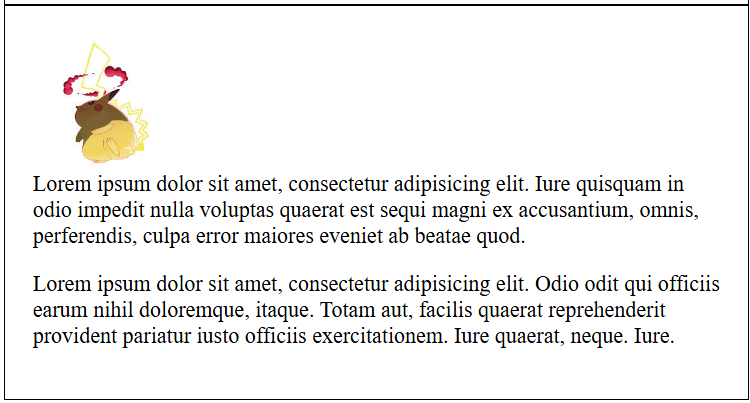 Lorem ipsum dolor sit amet, consectetur adipisicing elit. Iure quisquam in
odio impedit nulla voluptas quaerat est sequi magni ex accusantium, omnis,
perferendis, culpa error maiores eveniet ab beatae quod.
Lorem ipsum dolor sit amet, consectetur adipisicing elit. Odio odit qui officiis
earum nihil doloremque, itaque. Totam aut, facilis quaerat reprehenderit
provident pariatur iusto officiis exercitationem. Iure quaerat, neque. Iure.